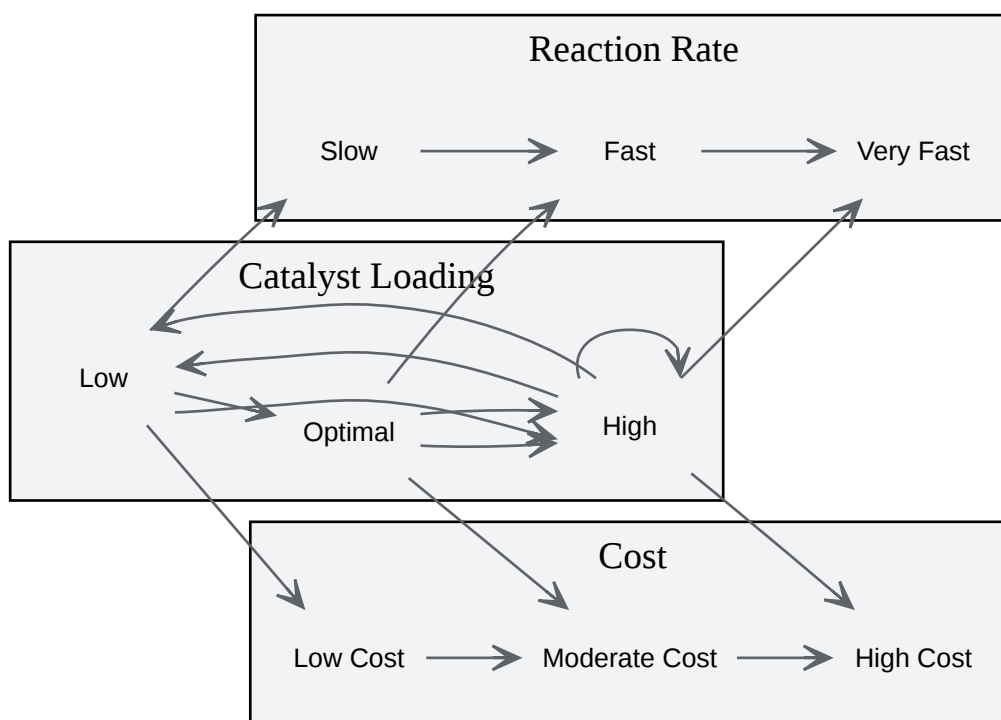 Reaction Rate
Slow
Fast
Very Fast
Catalyst Loading
Low
Optimal
High
Cost
Low Cost
Moderate Cost
High Cost